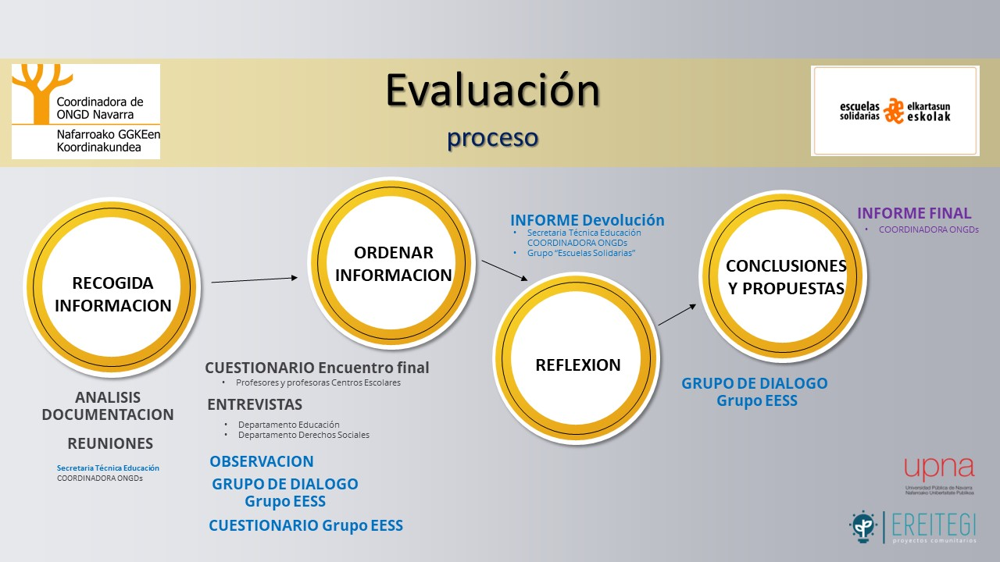 Coordinadora de
ONGD Navarra
Nafarroako GGKEen
Koordinakundea
Evaluación
proceso
escuelas
solidarias
elkartasun
eskolak
RECOGIDA
INFORMACION
ANALISIS
DOCUMENTACION
REUNIONES
Secretaria Técnica Educación
COORDINADORA ONGDs
ORDENAR
INFORMACION
CUESTIONARIO Encuentro final
• Profesores y profesoras Centros Escolares
ENTREVISTAS
• Departamento Educación
• Departamento Derechos Sociales
OBSERVACION
GRUPO DE DIALOGO
Grupo EESS
CUESTIONARIO Grupo EESS
INFORME Devolución
• Secretaria Técnica Educación
COORDINADORA ONGDs
• Grupo “Escuelas Solidarias”
REFLEXION
CONCLUSIONES
Y PROPUESTAS
GRUPO DE DIALOGO
Grupo EESS
INFORME FINAL
• COORDINADORA ONGDs
upna
Universidad Pública de Navarra
Nafarroako Unibertsitate Publikoa
EREITEGI
proyectos comunitarios